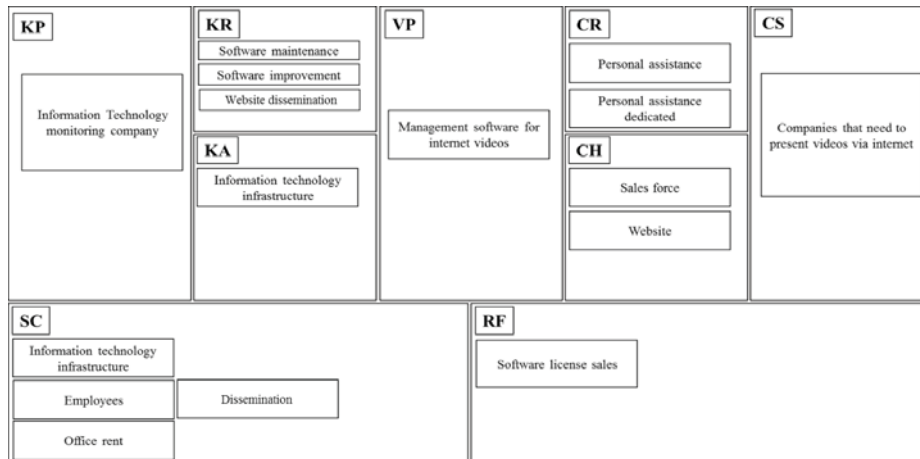 KP
Information Technology
monitoring company
KR
Software maintenance
Software improvement
Website dissemination
KA
Information technology
infrastructure
VP
Management software for
internet videos
CR
Personal assistance
Personal assistance
dedicated
CH
Sales force
Website
CS
Companies that need to
present videos via internet
SC
Information technology
infrastructure
Employees
Dissemination
Office rent
RF
Software license sales